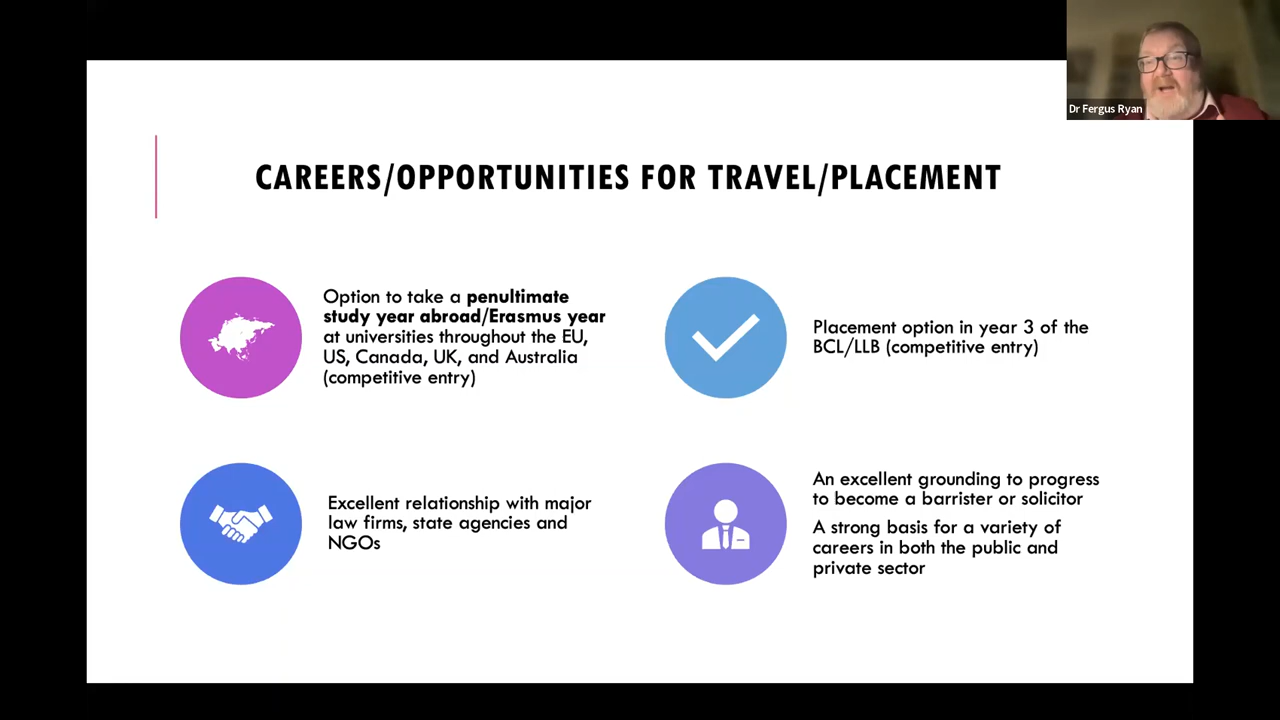 Dr Fergus Ryan
CAREERS/OPPORTUNITIES FOR TRAVEL/PLACEMENT
Option to take a penultimate
study year abroad/Erasmus year
at universities throughout the EU,
US, Canada, UK, and Australia
(competitive entry)
Placement option in year 3 of the
BCL/LLB (competitive entry)
Excellent relationship with major
law firms, state agencies and
NGOs
An excellent grounding to progress
to become a barrister or solicitor
A strong basis for a variety of
careers in both the public and
private sector